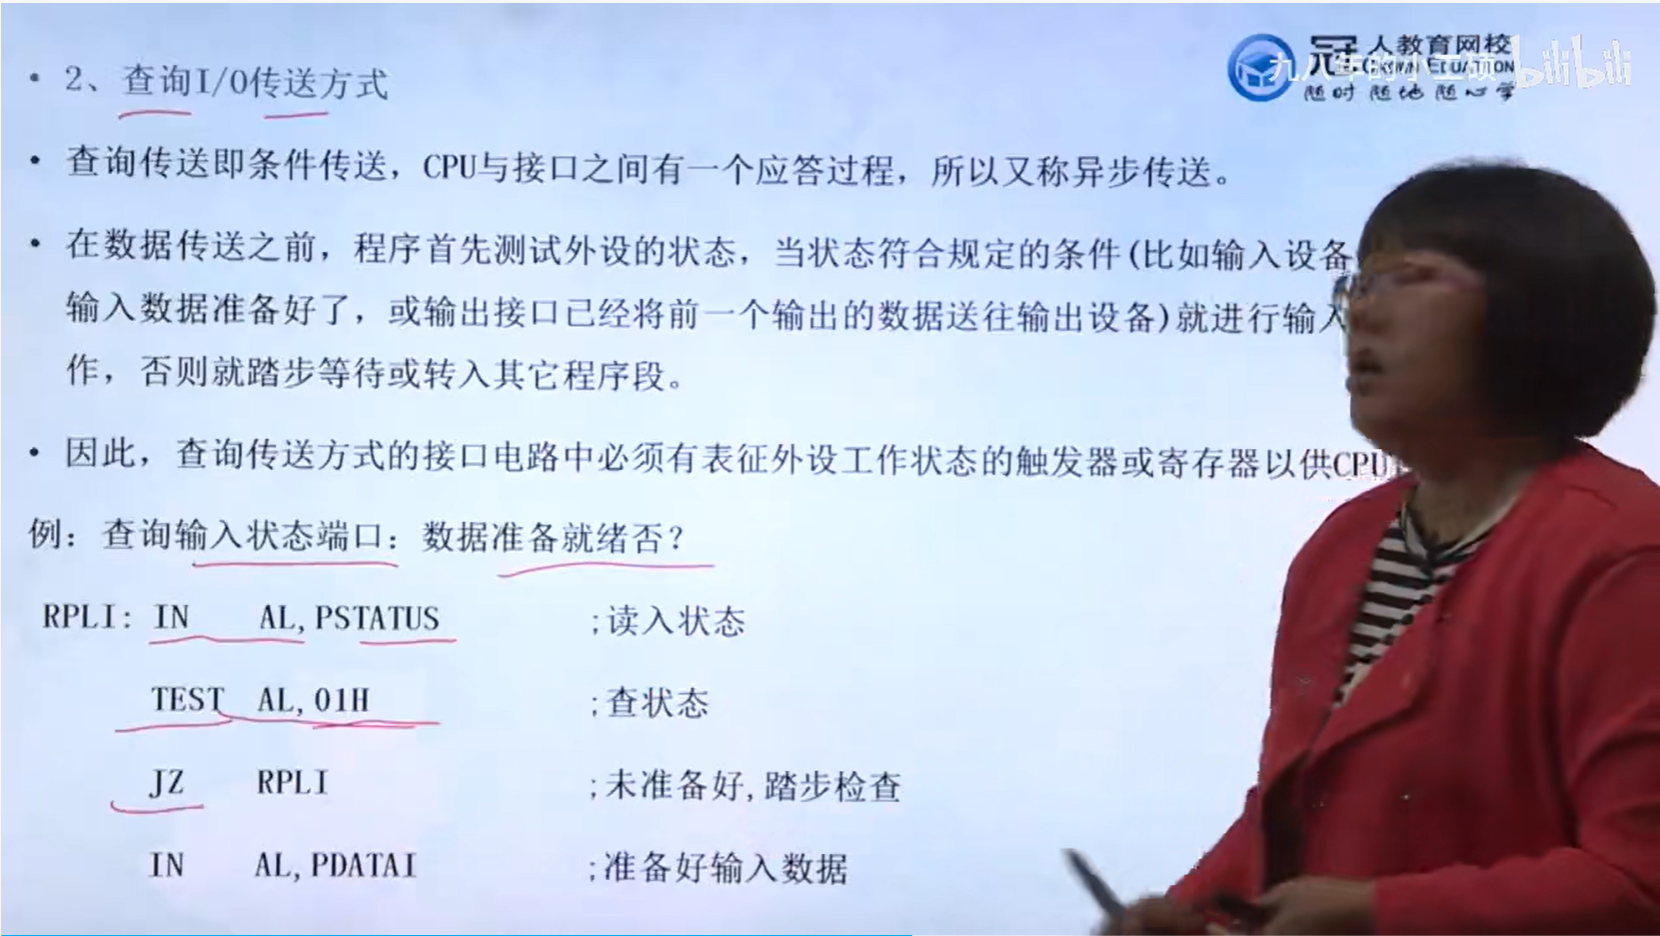 冠人教育网校
EDUCATION
随时 随地 随心学
bilibili
• 2、查询I/O传送方式
• 查询传送即条件传送，CPU与接口之间有一个应答过程，所以又称异步传送。
• 在数据传送之前，程序首先测试外设的状态，当状态符合规定的条件(比如输入设备
输入数据准备好了，或输出接口已经将前一个输出的数据送往输出设备)就进行输入
作，否则就踏步等待或转入其它程序段。
• 因此，查询传送方式的接口电路中必须有表征外设工作状态的触发器或寄存器以供CPU
例：查询输入状态端口：数据准备就绪否？
RPLI: IN AL,PSTATUS ;读入状态
TEST AL,01H ;查状态
JZ RPLI ;未准备好,踏步检查
IN AL,PDATAI ;准备好输入数据